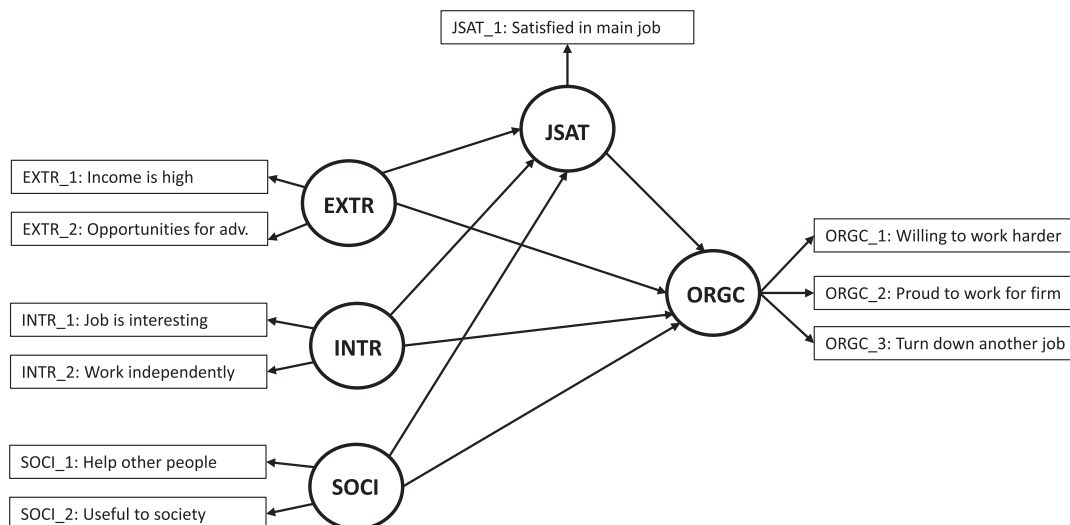 JSAT_1: Satisfied in main job
JSAT
EXTR_1: Income is high
EXTR_2: Opportunities for adv.
EXTR
ORGC_1: Willing to work harder
ORGC_2: Proud to work for firm
ORGC_3: Turn down another job
ORGC
INTR_1: Job is interesting
INTR_2: Work independently
INTR
SOCI_1: Help other people
SOCI_2: Useful to society
SOCI